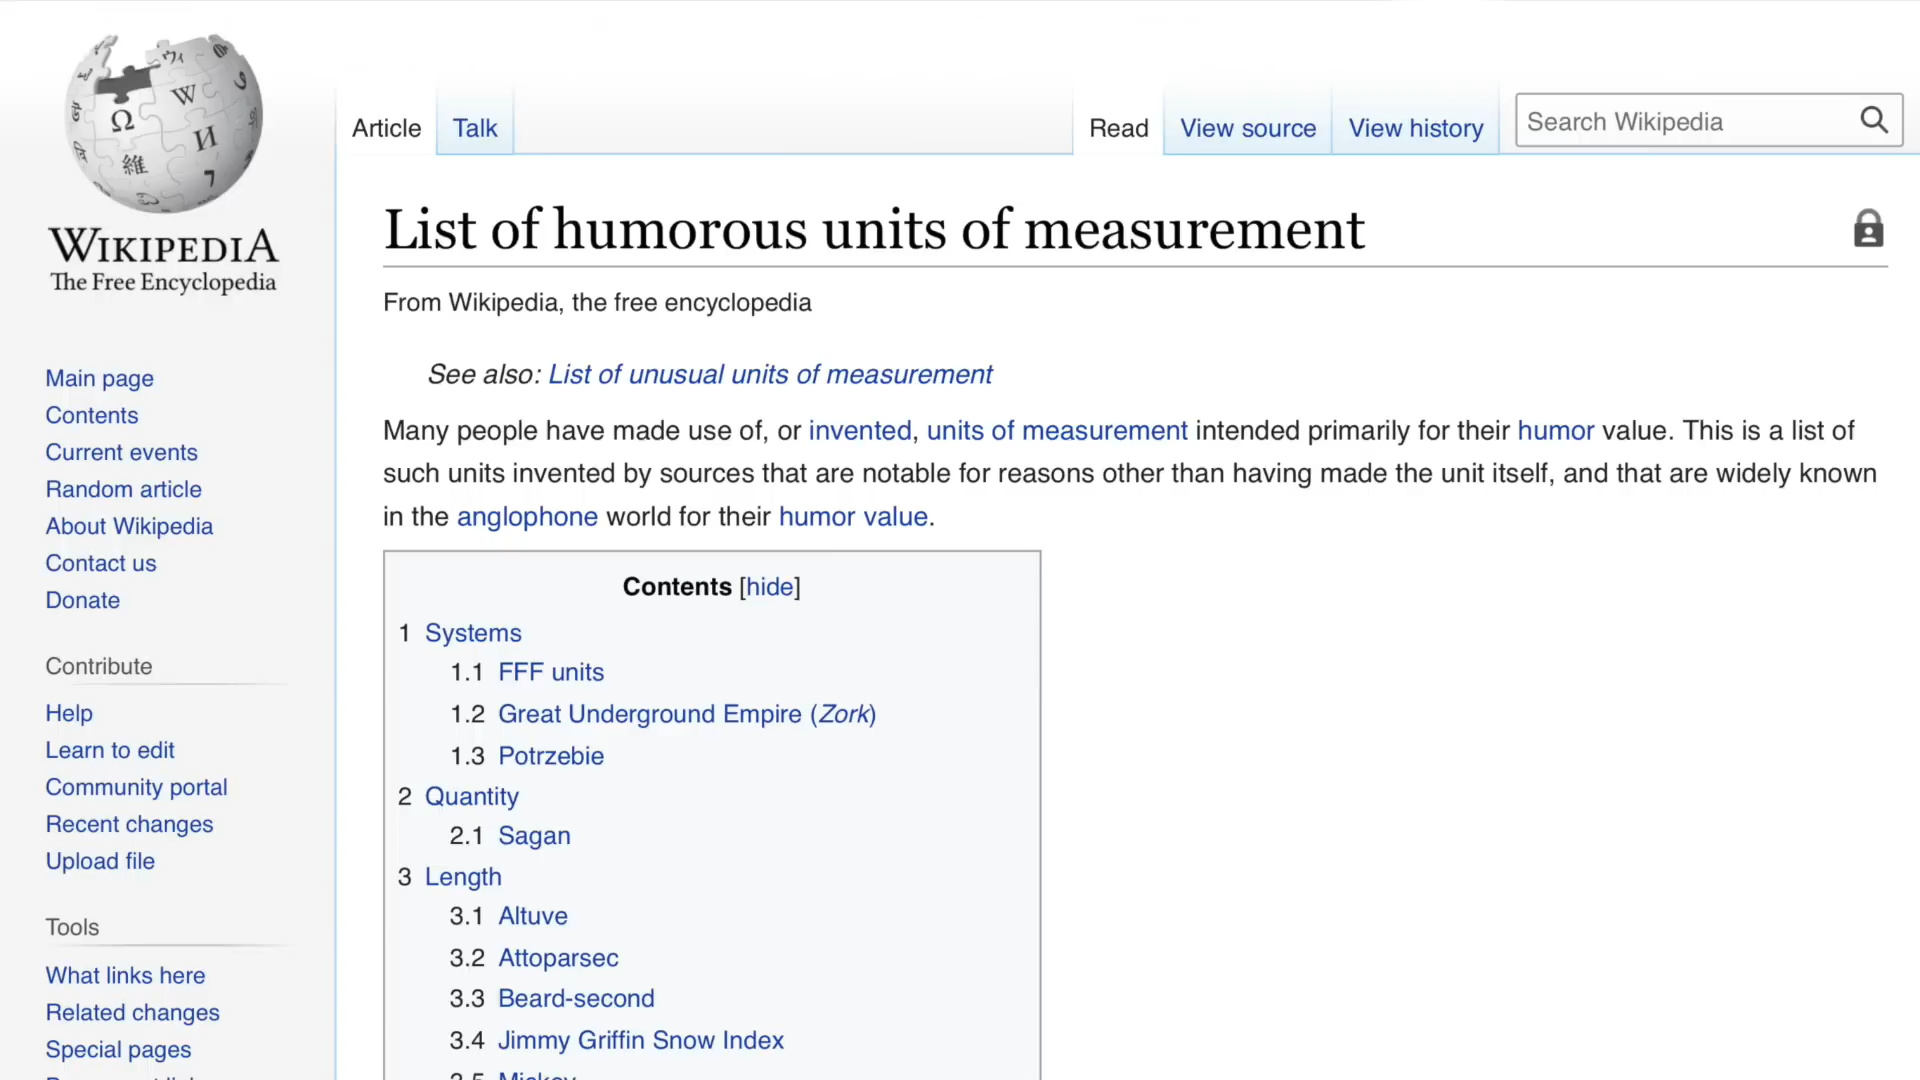 WIKIPEDIA
The Free Encyclopedia
Main page
Contents
Current events
Random article
About Wikipedia
Contact us
Donate
Contribute
Help
Learn to edit
Community portal
Recent changes
Upload file
Tools
What links here
Related changes
Special pages
Article
Talk
Read
View source
View history
Search Wikipedia
List of humorous units of measurement
From Wikipedia, the free encyclopedia
See also: List of unusual units of measurement
Many people have made use of, or invented, units of measurement intended primarily for their humor value. This is a list of
such units invented by sources that are notable for reasons other than having made the unit itself, and that are widely known
in the anglophone world for their humor value.
Contents [hide]
1 Systems
1.1 FFF units
1.2 Great Underground Empire (Zork)
1.3 Potrzebie
2 Quantity
2.1 Sagan
3 Length
3.1 Altuve
3.2 Attoparsec
3.3 Beard-second
3.4 Jimmy Griffin Snow Index
3.5 Mickey